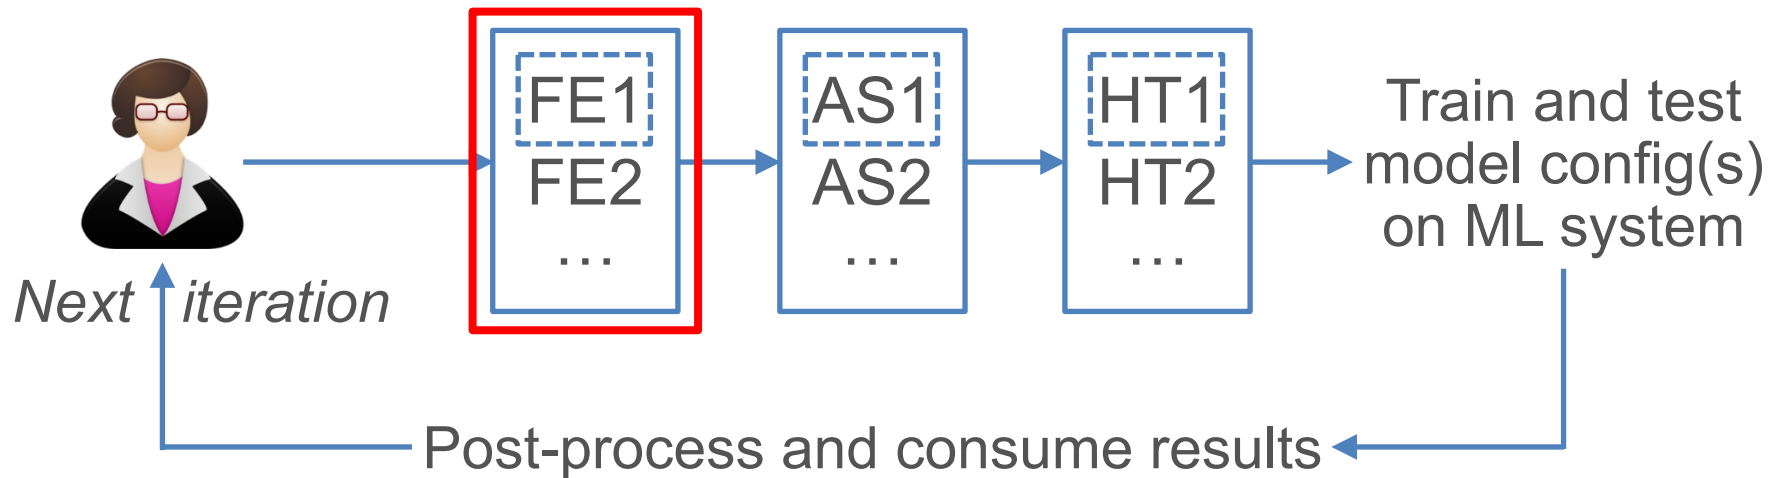 FE1
FE2
…
AS1
AS2
…
HT1
HT2
…
Train and test
model config(s)
on ML system
Next iteration
Post-process and consume results